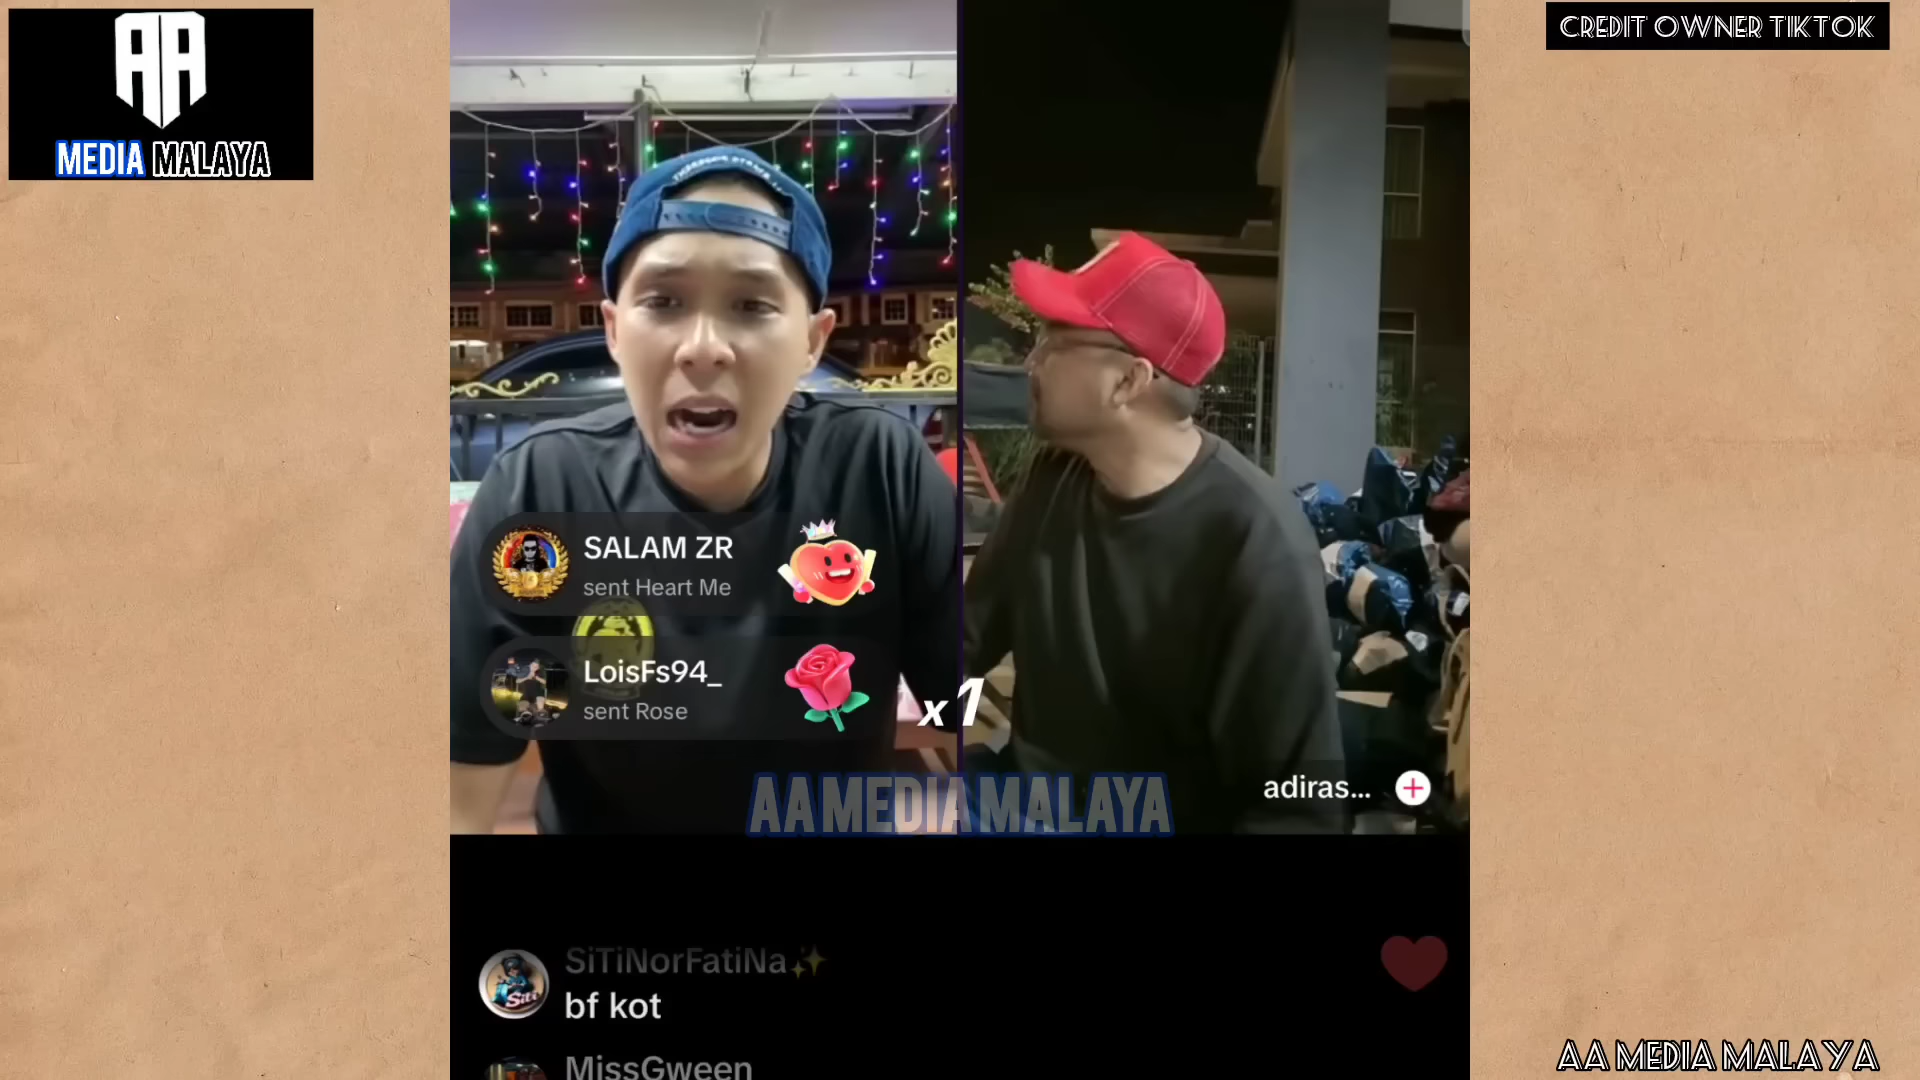 AA
MEDIA MALAYA
CREDIT OWNER TIKTOK
SALAM ZR
sent Heart Me
LoisFs94_
sent Rose
x1
adiras...
AA MEDIA MALAYA
SiTiNorFatiNa✨
bf kot
MissGween
AA MEDIA MALAYA